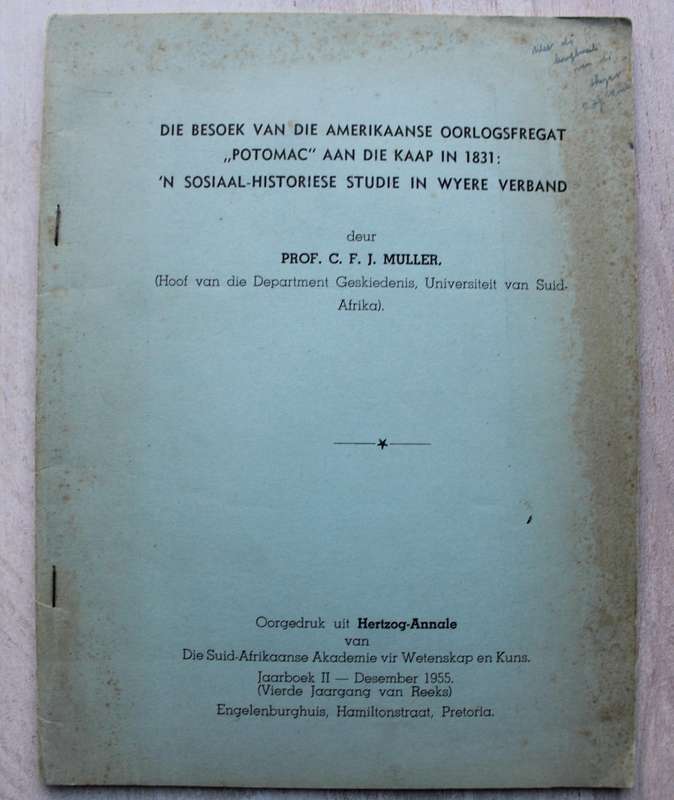 DIE BESOEK VAN DIE AMERIKAANSE OORLOGSFREGAT
„POTOMAC" AAN DIE KAAP IN 1831:
'N SOSIAAL-HISTORIESE STUDIE IN WYERE VERBAND
deur
PROF. C. F. J. MULLER.
(Hoof van die Department Geskiedenis, Universiteit van Suid-
Afrika).
Oorgedruk uit Hertzog-Annale
van
Die Suid-Afrikaanse Akademie vir Wetenskap en Kuns.
Jaarboek II — Desember 1955.
(Vierde Jaargang van Reeks)
Engelenburghuis, Hamiltonstraat, Pretoria.